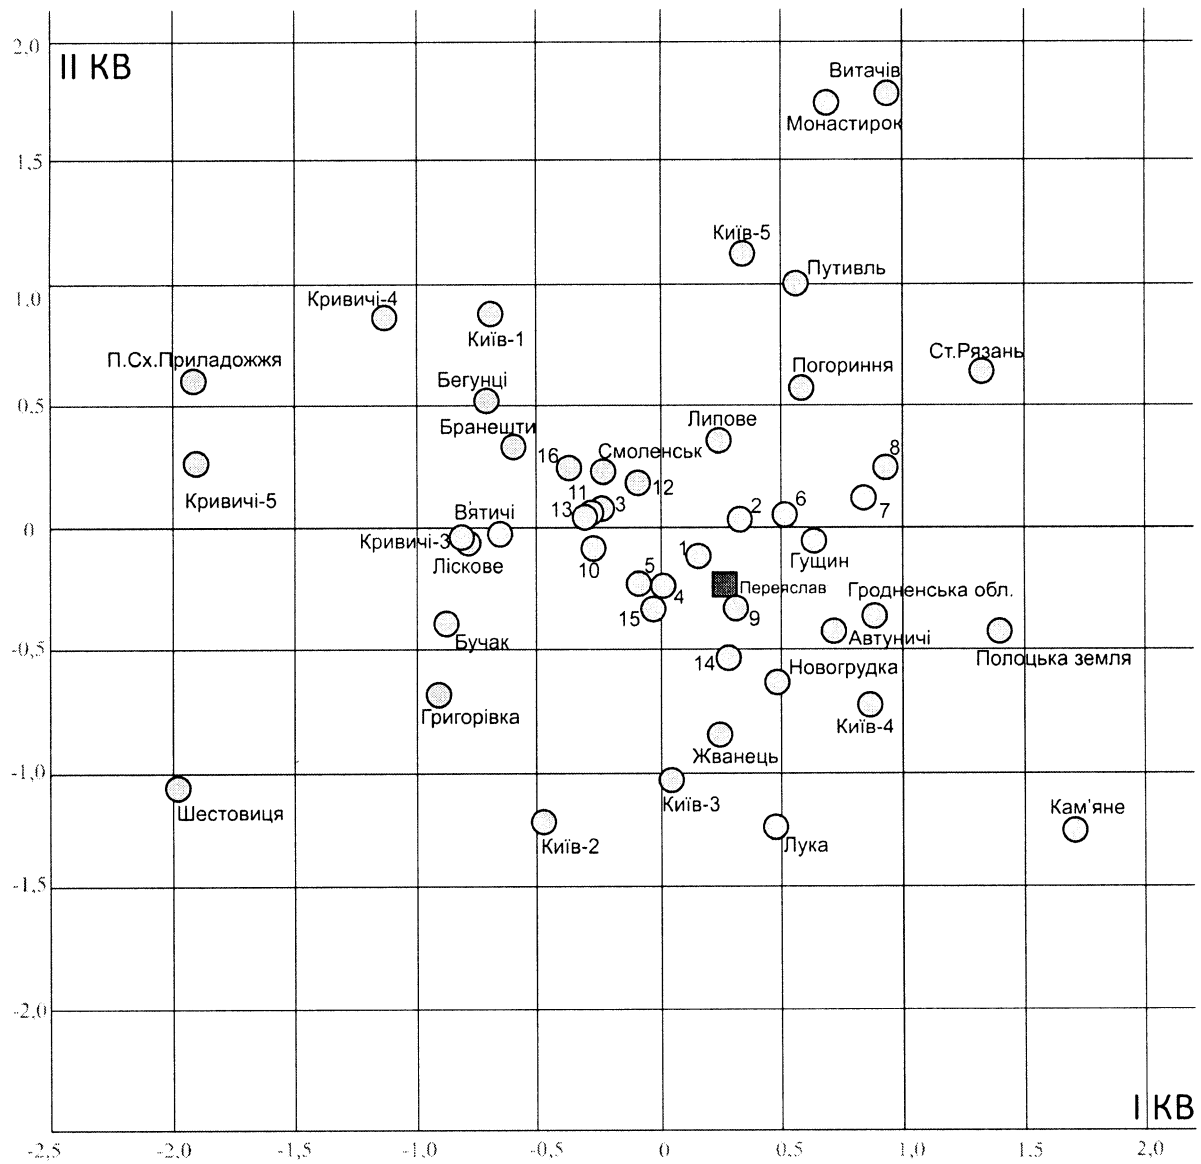 2,0
II КВ
Витачів
Монастирок
1,5
Київ-5
Путивль
1,0
Кривичі-4
Київ-1
П.Сх.Приладожжя
Ст.Рязань
Погориння
Бегунці
0,5
Бранешти
Липове
16
Смоленськ
8
Кривичі-5
11
12
13
3
2
6
7
0
В'ятичі
Кривичі-3
Ліскове
10
1
Гущин
5
4
Переяслав
Гродненська обл.
15
9
Бучак
Автуничі
-0,5
14
Новогрудка
Полоцька земля
Григорівка
Київ-4
Жванець
-1,0
Шестовиця
Київ-3
Кам'яне
Київ-2
Лука
-1,5
-2,0
I КВ
-2,5 -2,0 -1,5 -1,0 -0,5 0 0,5 1,0 1,5 2,0